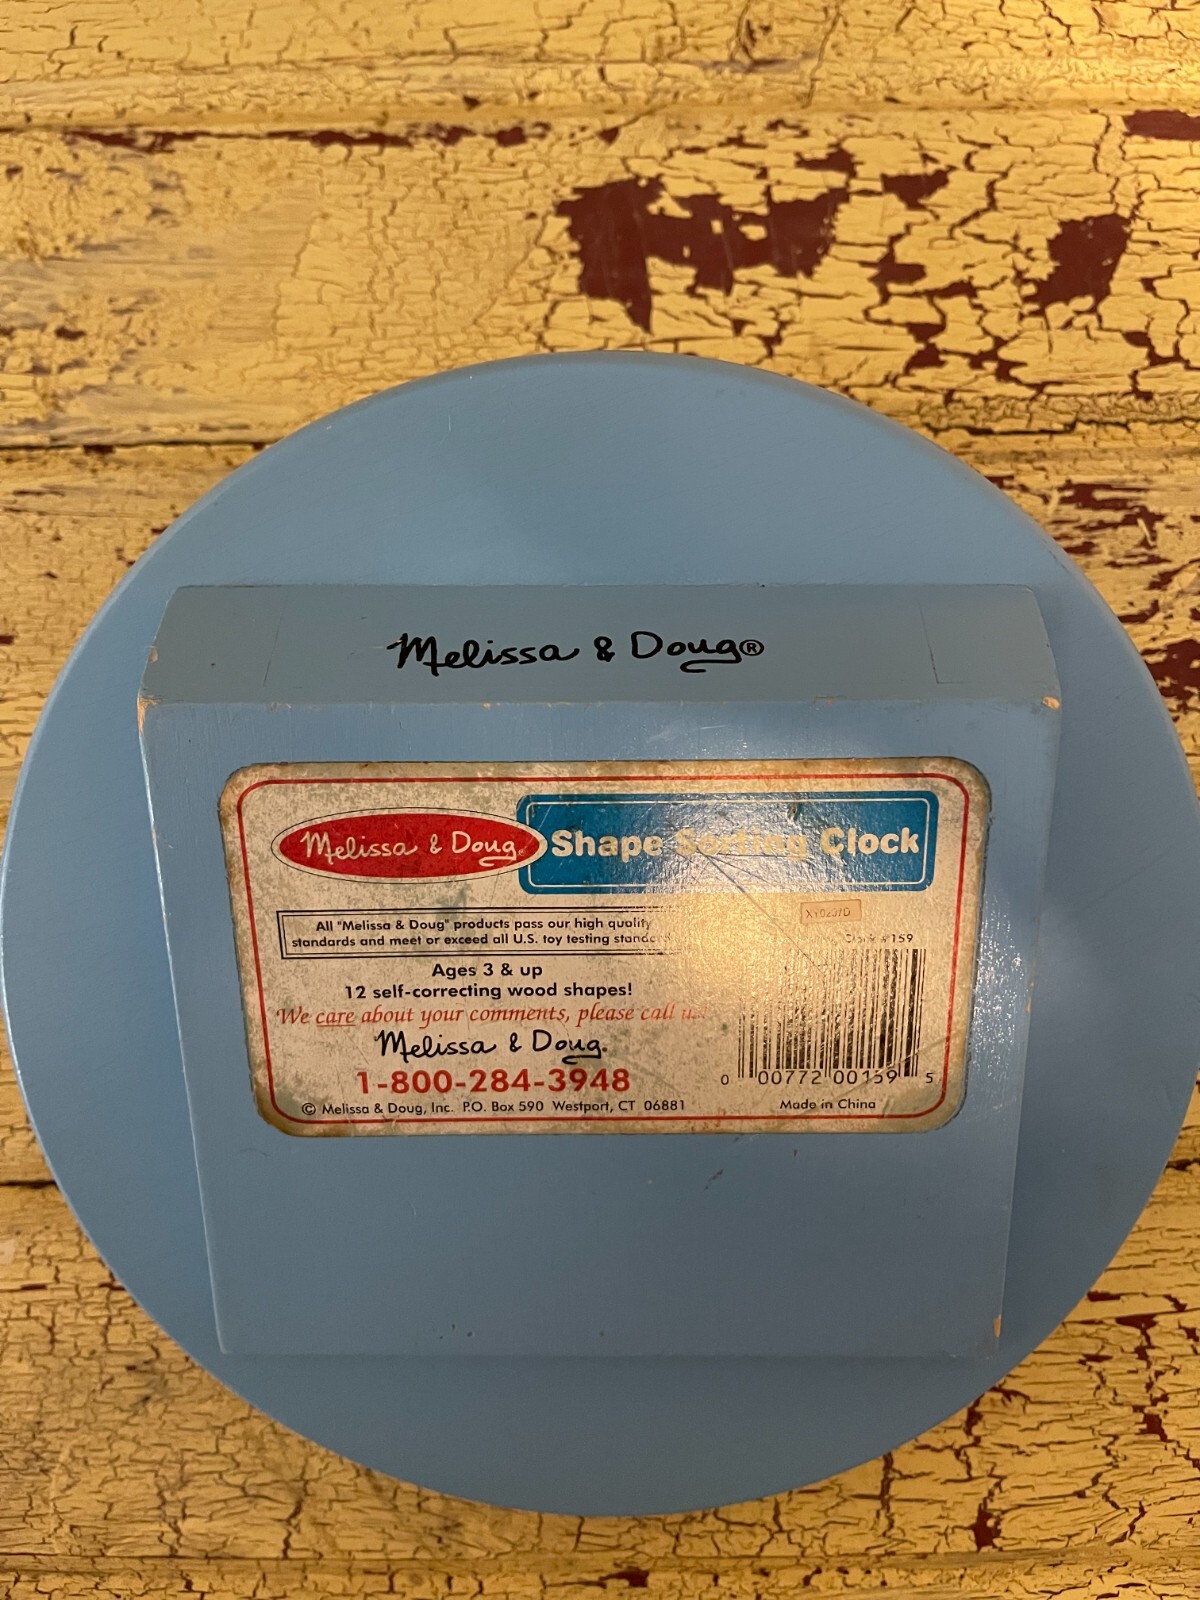 Melissa & Doug®
Melissa & Doug®
Shape Sorting Clock
All "Melissa & Doug" products pass our high quality
standards and meet or exceed all U.S. toy testing standards
159
Ages 3 & up
12 self-correcting wood shapes!
We care about your comments, please call us!
Melissa & Doug®
1-800-284-3948
0 00772 00159 5
© Melissa & Doug, Inc. P.O. Box 590 Westport, CT 06881
Made in China